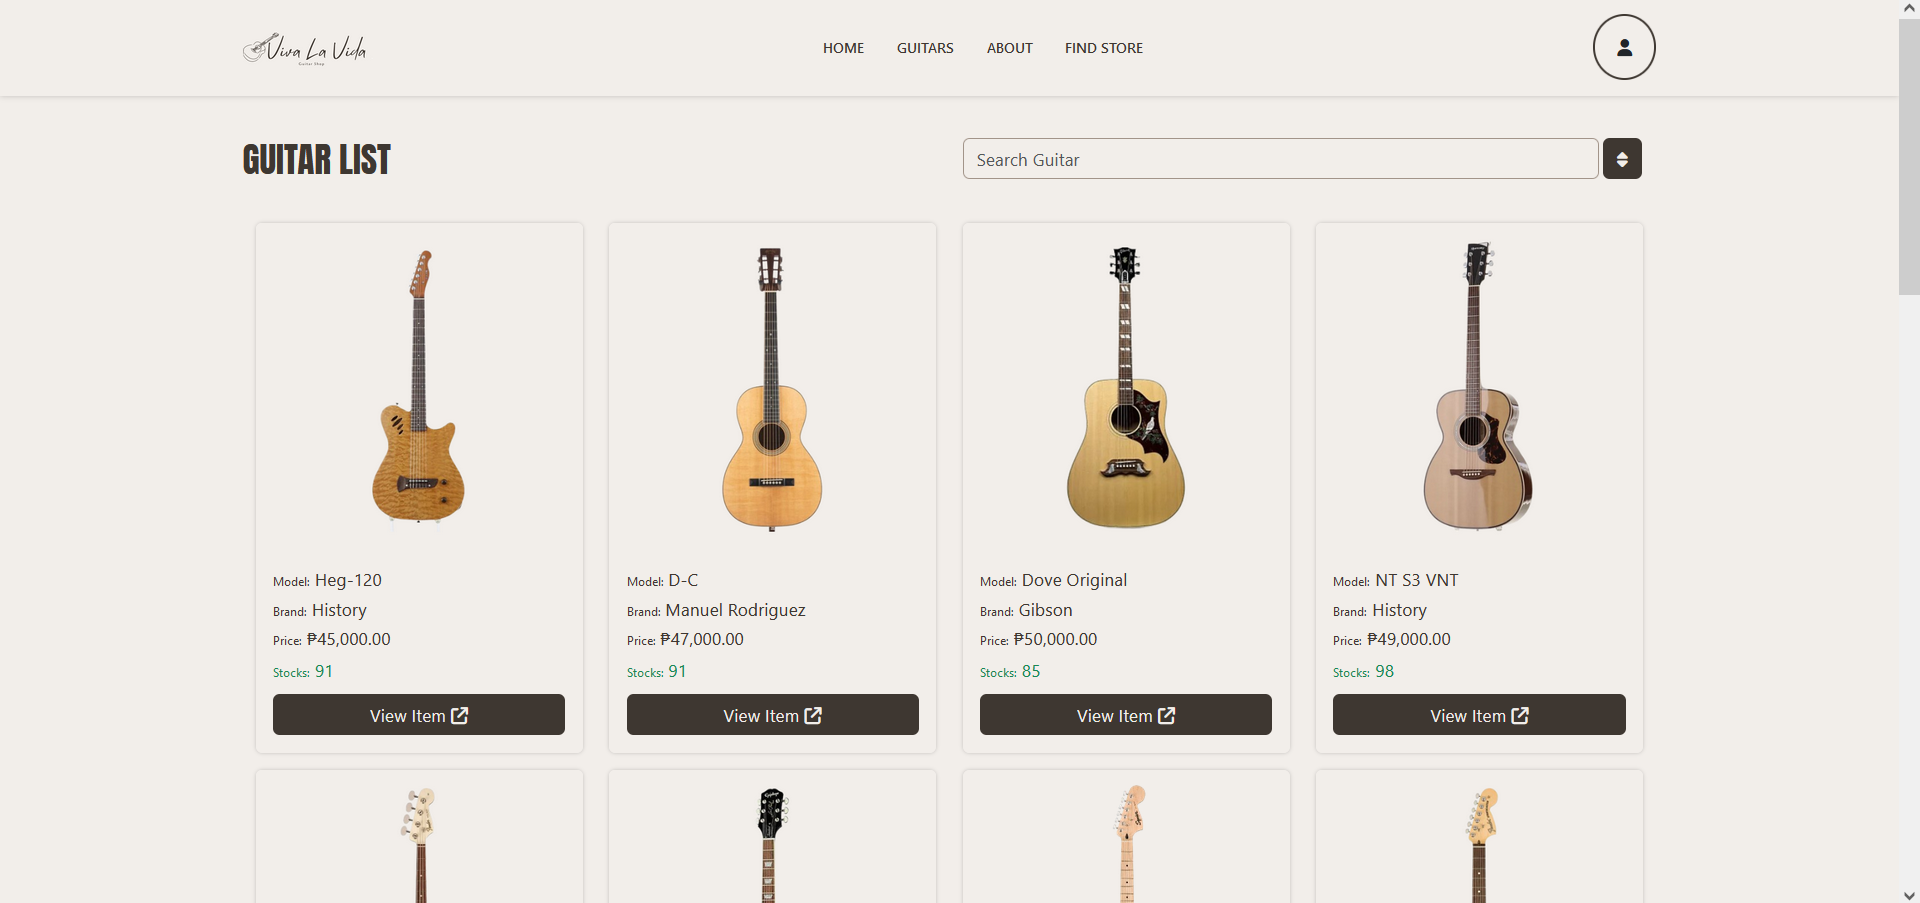 Viva La Vida
Guitar Shop
HOME GUITARS ABOUT FIND STORE
GUITAR LIST
Search Guitar
Model: Heg-120
Brand: History
Price: ₱45,000.00
Stocks: 91
View Item
Model: D-C
Brand: Manuel Rodriguez
Price: ₱47,000.00
Stocks: 91
View Item
Model: Dove Original
Brand: Gibson
Price: ₱50,000.00
Stocks: 85
View Item
Model: NT S3 VNT
Brand: History
Price: ₱49,000.00
Stocks: 98
View Item